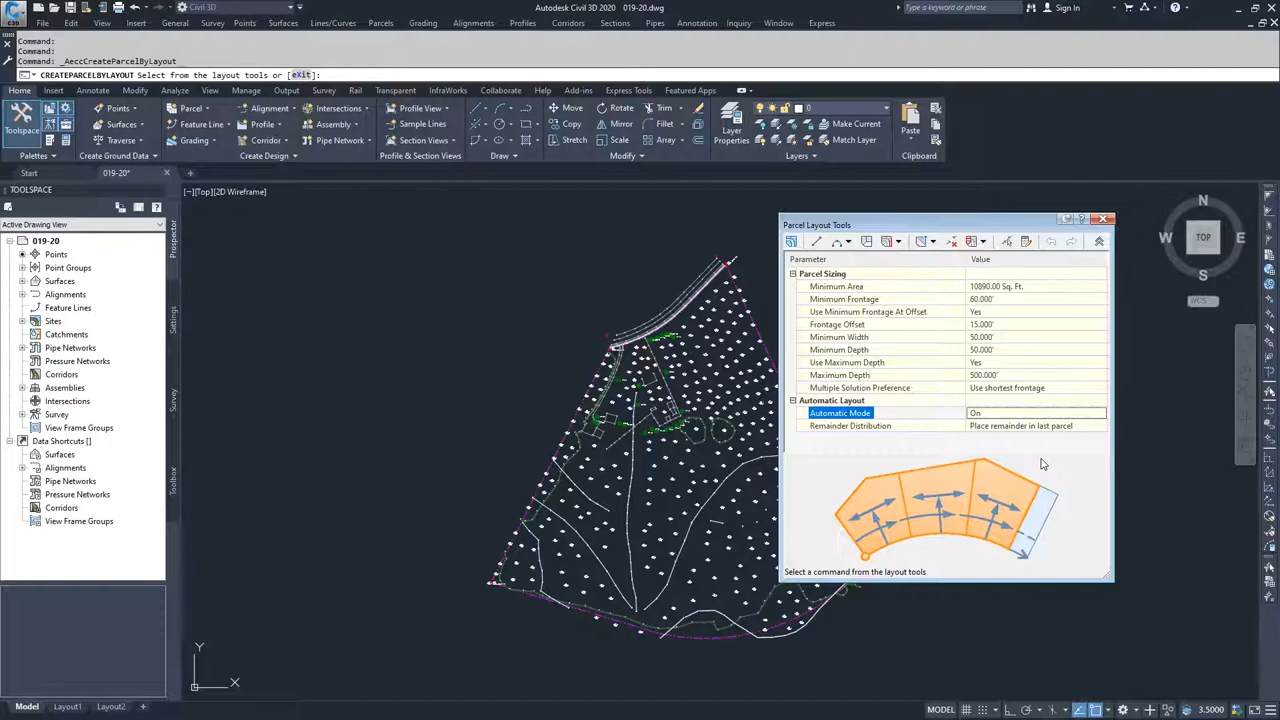 Civil 3D
Autodesk Civil 3D 2020 019-20.dwg
Type a keyword or phrase
Sign In
File Edit View Insert General Survey Points Surfaces Lines/Curves Parcels Grading Alignments Profiles Corridors Sections Pipes Annotation Inquiry Window Express
Command:
Command:
Command: _AeccCreateParcelByLayout
CREATEPARCELBYLAYOUT Select from the layout tools or [eXit]:
Home Insert Annotate Modify Analyze View Manage Output Survey Rail Transparent InfraWorks Collaborate Help Add-ins Express Tools Featured Apps
Toolspace
Points Parcel Alignment Intersections Profile View Move Rotate Trim 0
Surfaces Feature Line Profile Assembly Sample Lines Copy Mirror Fillet Make Current
Traverse Grading Corridor Pipe Network Section Views Stretch Scale Array Match Layer
Layer Properties
Paste
Palettes Create Ground Data Create Design Profile & Section Views Draw Modify Layers Clipboard
Start 019-20*
TOOLSPACE
Active Drawing View
019-20
Points
Point Groups
Surfaces
Alignments
Feature Lines
Sites
Catchments
Pipe Networks
Pressure Networks
Corridors
Assemblies
Intersections
Survey
View Frame Groups
Data Shortcuts []
Surfaces
Alignments
Pipe Networks
Pressure Networks
Corridors
View Frame Groups
Prospector
Settings
Survey
Toolbox
[−][Top][2D Wireframe]
N
W TOP E
S
WCS
Parcel Layout Tools
Parameter Value
Parcel Sizing
Minimum Area 10890.00 Sq. Ft.
Minimum Frontage 60.000'
Use Minimum Frontage At Offset Yes
Frontage Offset 15.000'
Minimum Width 50.000'
Minimum Depth 50.000'
Use Maximum Depth Yes
Maximum Depth 500.000'
Multiple Solution Preference Use shortest frontage
Automatic Layout
Automatic Mode On
Remainder Distribution Place remainder in last parcel
Select a command from the layout tools
Y
X
Model Layout1 Layout2 +
MODEL 3.5000